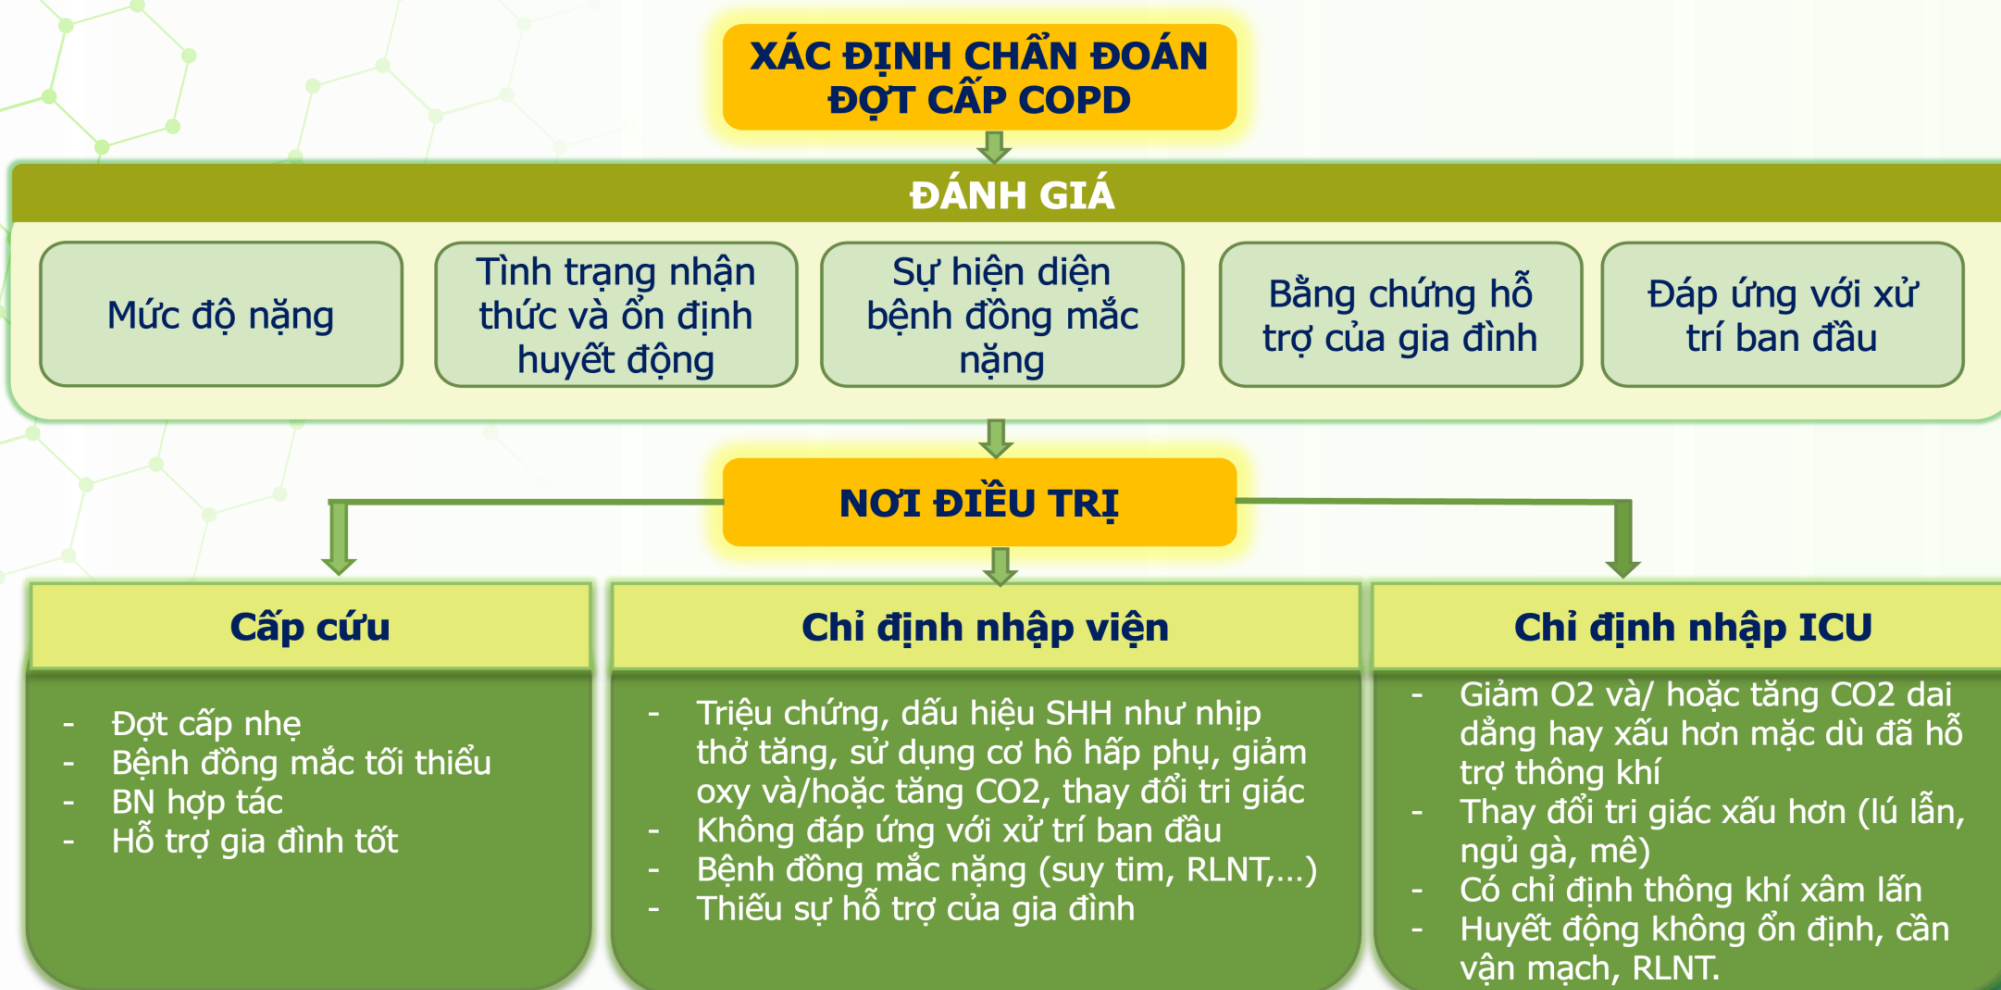 XÁC ĐỊNH CHẨN ĐOÁN
ĐỢT CẤP COPD
ĐÁNH GIÁ
Mức độ nặng
Tình trạng nhận
thức và ổn định
huyết động
Sự hiện diện
bệnh đồng mắc
nặng
Bằng chứng hỗ
trợ của gia đình
Đáp ứng với xử
trí ban đầu
NƠI ĐIỀU TRỊ
Cấp cứu
- Đợt cấp nhẹ
- Bệnh đồng mắc tối thiểu
- BN hợp tác
- Hỗ trợ gia đình tốt
Chỉ định nhập viện
- Triệu chứng, dấu hiệu SHH như nhịp
thở tăng, sử dụng cơ hô hấp phụ, giảm
oxy và/hoặc tăng CO2, thay đổi tri giác
- Không đáp ứng với xử trí ban đầu
- Bệnh đồng mắc nặng (suy tim, RLNT,...)
- Thiếu sự hỗ trợ của gia đình
Chỉ định nhập ICU
- Giảm O2 và/ hoặc tăng CO2 dai
dẳng hay xấu hơn mặc dù đã hỗ
trợ thông khí
- Thay đổi tri giác xấu hơn (lú lẫn,
ngủ gà, mê)
- Có chỉ định thông khí xâm lấn
- Huyết động không ổn định, cần
vận mạch, RLNT.